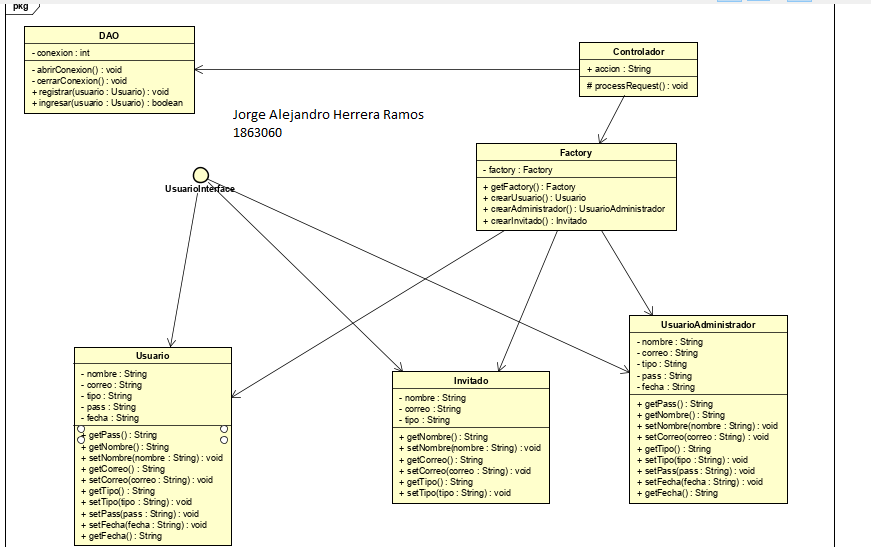 pkg
DAO
- conexion : int
- abrirConexion() : void
- cerrarConexion() : void
+ registrar(usuario : Usuario) : void
+ ingresar(usuario : Usuario) : boolean
Controlador
+ accion : String
# processRequest() : void
Jorge Alejandro Herrera Ramos
1863060
UsuarioInterface
Factory
- factory : Factory
+ getFactory() : Factory
+ crearUsuario() : Usuario
+ crearAdministrador() : UsuarioAdministrador
+ crearInvitado() : Invitado
Usuario
- nombre : String
- correo : String
- tipo : String
- pass : String
- fecha : String
+ getPass() : String
+ getNombre() : String
+ setNombre(nombre : String) : void
+ getCorreo() : String
+ setCorreo(correo : String) : void
+ getTipo() : String
+ setTipo(tipo : String) : void
+ setPass(pass : String) : void
+ setFecha(fecha : String) : void
+ getFecha() : String
Invitado
- nombre : String
- correo : String
- tipo : String
+ getNombre() : String
+ setNombre(nombre : String) : void
+ getCorreo() : String
+ setCorreo(correo : String) : void
+ getTipo() : String
+ setTipo(tipo : String) : void
UsuarioAdministrador
- nombre : String
- correo : String
- tipo : String
- pass : String
- fecha : String
+ getPass() : String
+ getNombre() : String
+ setNombre(nombre : String) : void
+ setCorreo(correo : String) : void
+ getTipo() : String
+ setTipo(tipo : String) : void
+ setPass(pass : String) : void
+ setFecha(fecha : String) : void
+ getFecha() : String